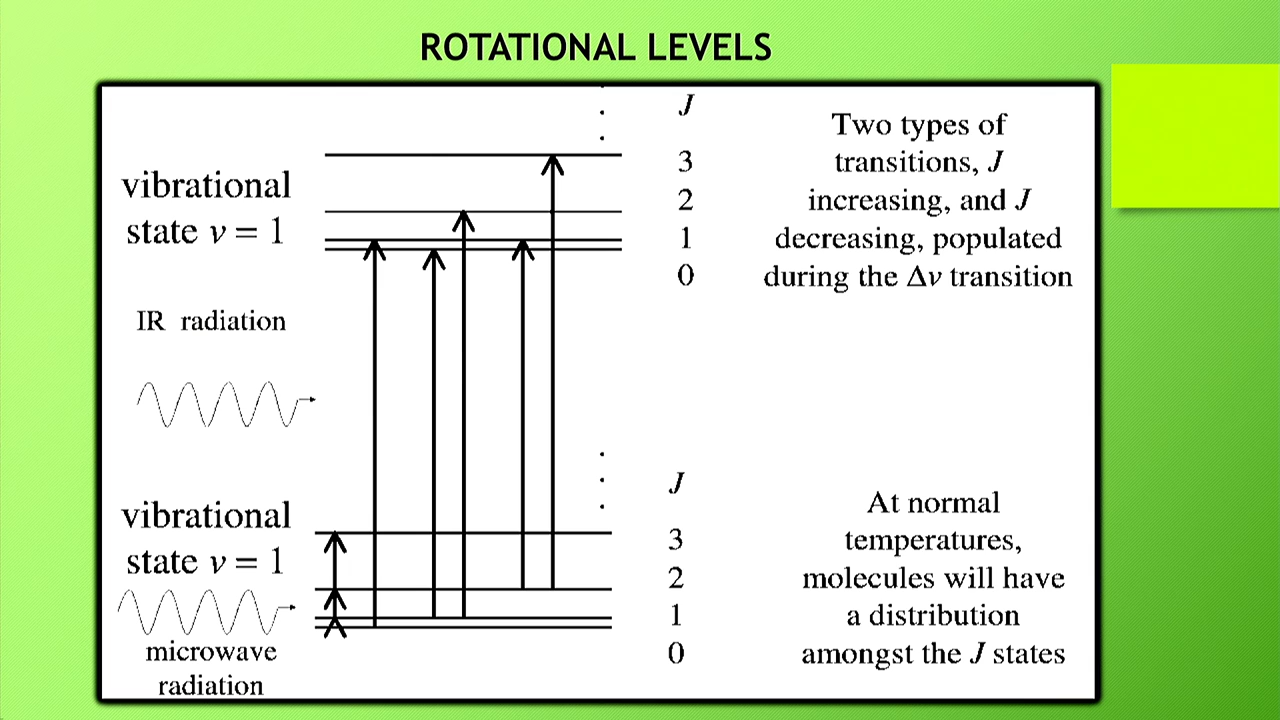 ROTATIONAL LEVELS
J
3
2
1
0
vibrational
state v = 1
Two types of
transitions, J
increasing, and J
decreasing, populated
during the Δv transition
IR radiation
vibrational
state v = 1
microwave
radiation
J
3
2
1
0
At normal
temperatures,
molecules will have
a distribution
amongst the J states